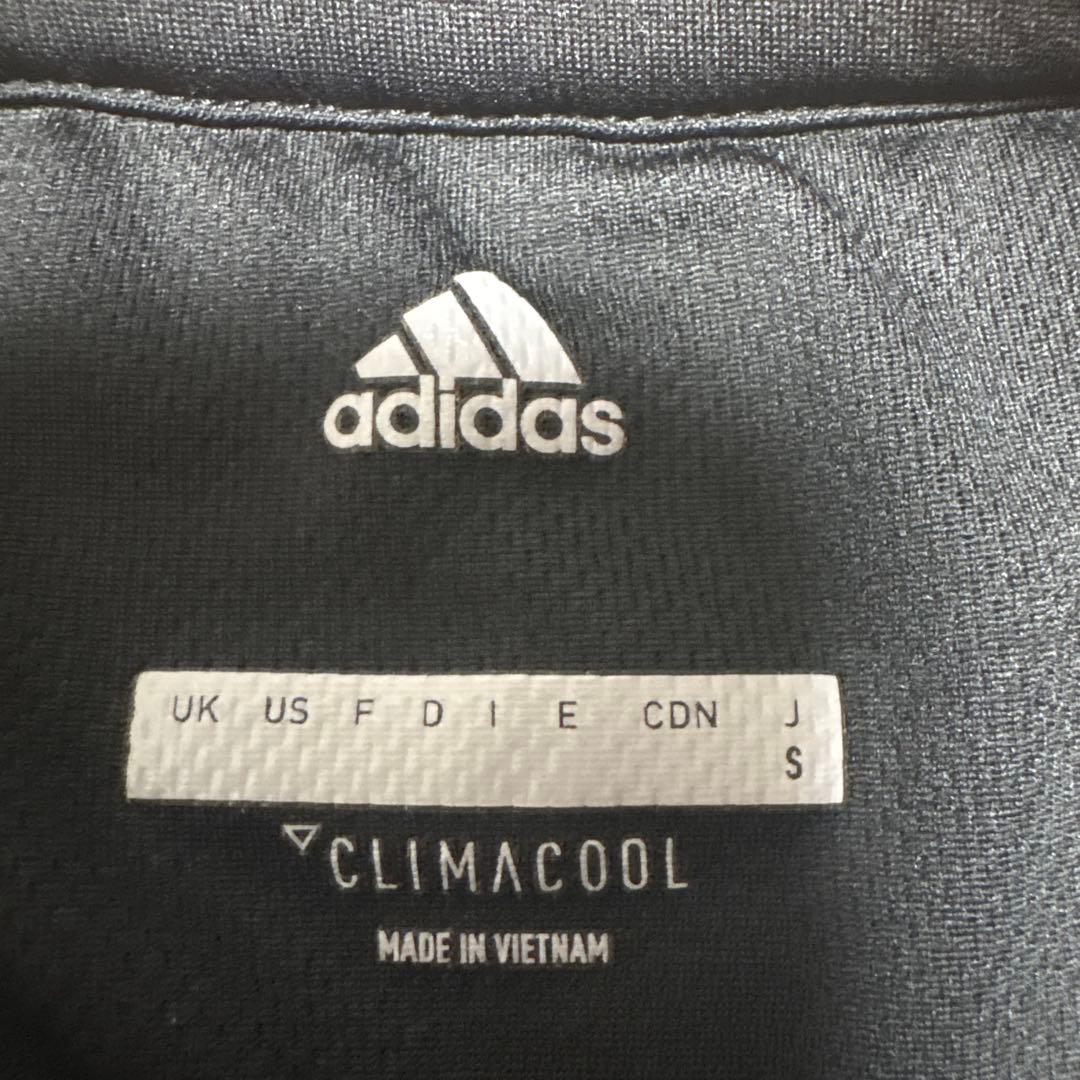 adidas
UK US F D I E CDN J
S
CLIMACOOL
MADE IN VIETNAM